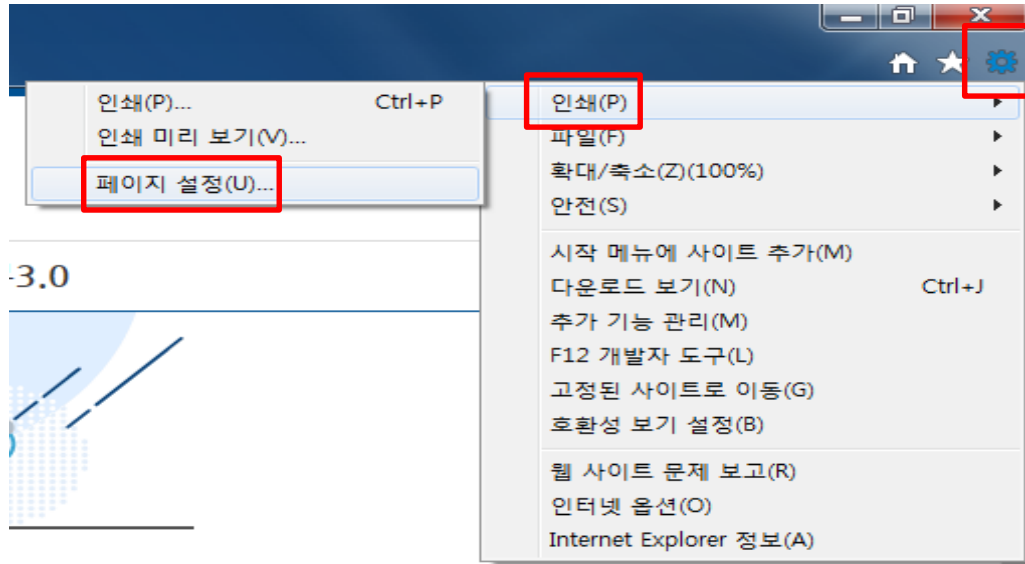 인쇄(P)... Ctrl+P
인쇄 미리 보기(V)...
페이지 설정(U)...
인쇄(P)
파일(F)
확대/축소(Z)(100%)
안전(S)
시작 메뉴에 사이트 추가(M)
다운로드 보기(N) Ctrl+J
추가 기능 관리(M)
F12 개발자 도구(L)
고정된 사이트로 이동(G)
호환성 보기 설정(B)
웹 사이트 문제 보고(R)
인터넷 옵션(O)
Internet Explorer 정보(A)
-3.0